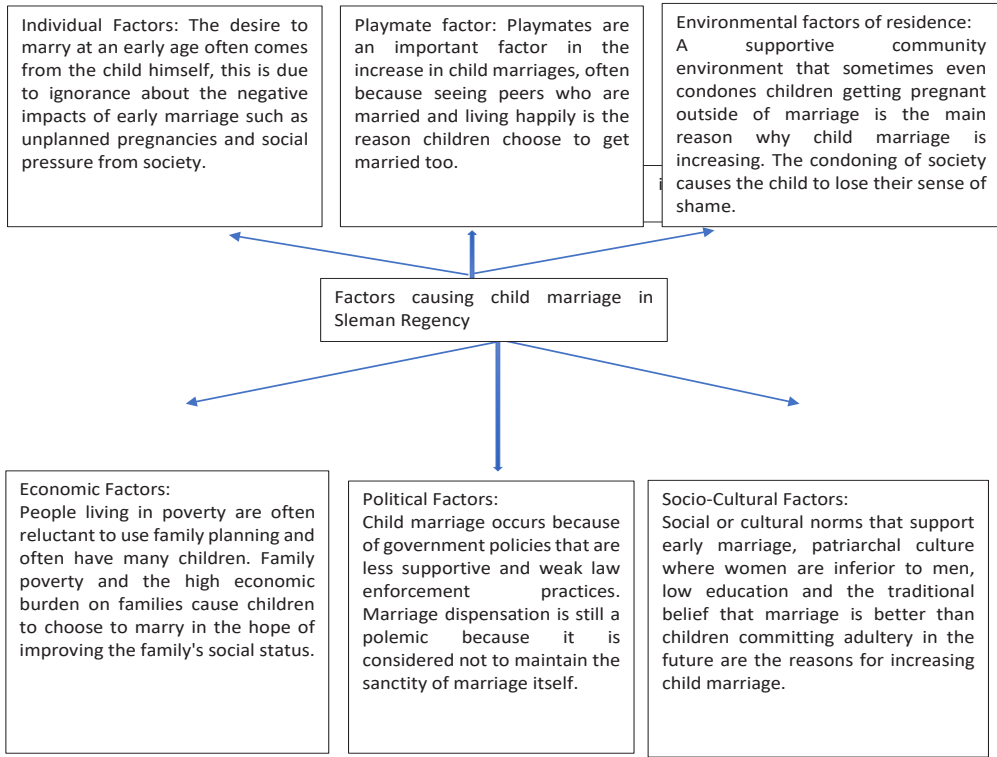 Individual Factors: The desire to
marry at an early age often comes
from the child himself, this is due
to ignorance about the negative
impacts of early marriage such as
unplanned pregnancies and social
pressure from society.
Playmate factor: Playmates are
an important factor in the
increase in child marriages, often
because seeing peers who are
married and living happily is the
reason children choose to get
married too.
Environmental factors of residence:
A supportive community
environment that sometimes even
condones children getting pregnant
outside of marriage is the main
reason why child marriage is
increasing. The condoning of society
causes the child to lose their sense of
shame.
Factors causing child marriage in
Sleman Regency
Economic Factors:
People living in poverty are often
reluctant to use family planning and
often have many children. Family
poverty and the high economic
burden on families cause children
to choose to marry in the hope of
improving the family's social status.
Political Factors:
Child marriage occurs because
of government policies that are
less supportive and weak law
enforcement practices.
Marriage dispensation is still a
polemic because it is
considered not to maintain the
sanctity of marriage itself.
Socio-Cultural Factors:
Social or cultural norms that support
early marriage, patriarchal culture
where women are inferior to men,
low education and the traditional
belief that marriage is better than
children committing adultery in the
future are the reasons for increasing
child marriage.